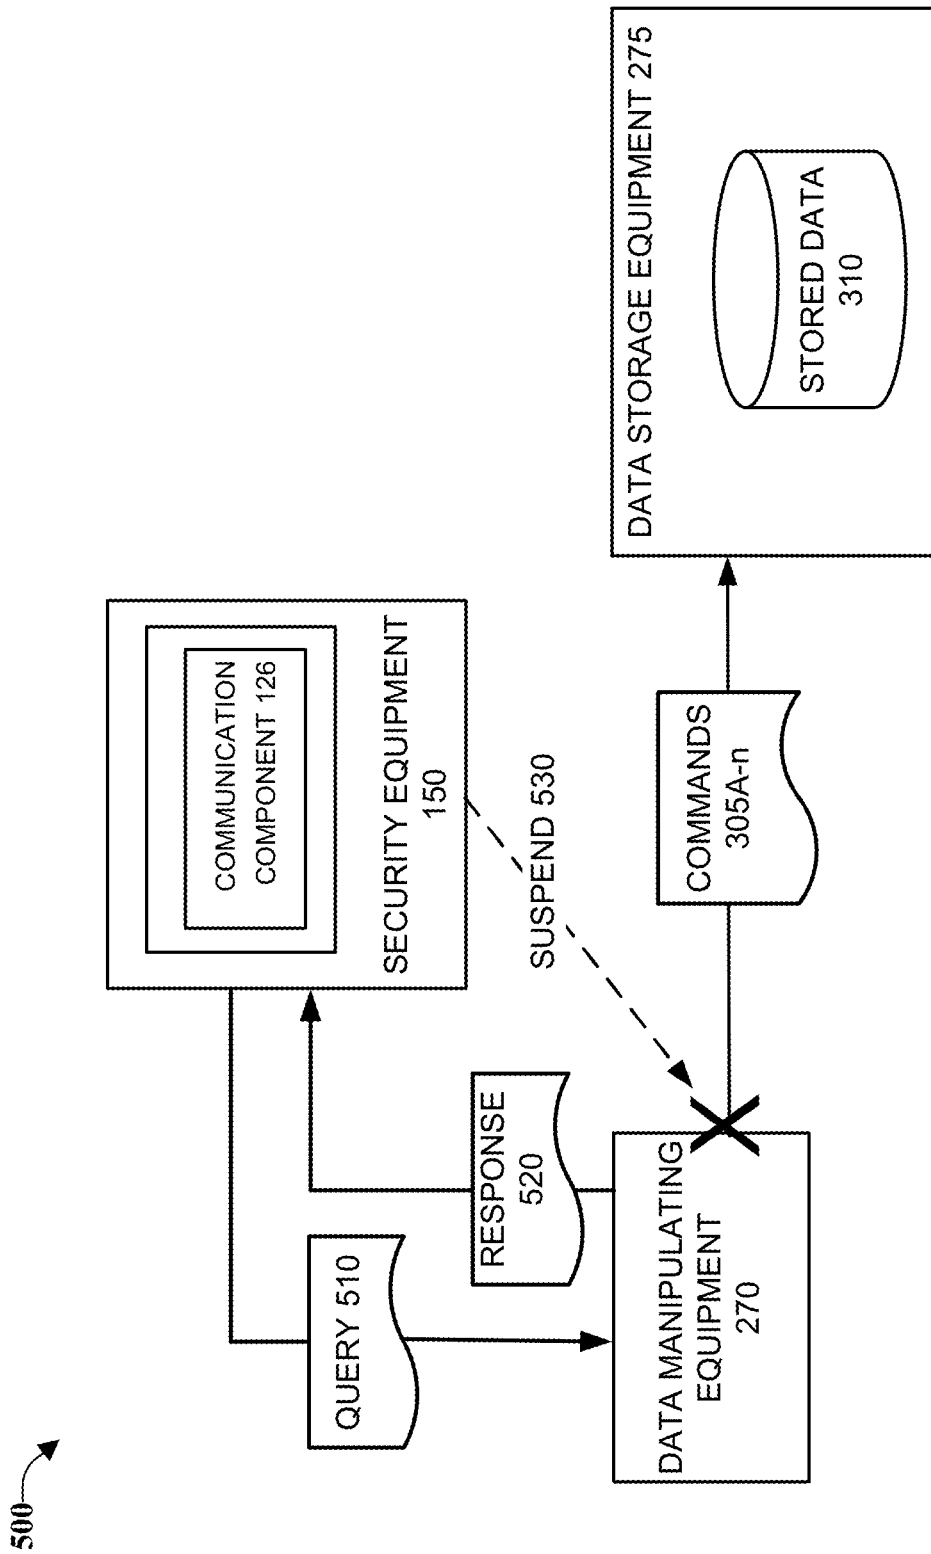 500
COMMUNICATION
COMPONENT 126
SECURITY EQUIPMENT
150
QUERY 510
RESPONSE
520
SUSPEND 530
DATA MANIPULATING
EQUIPMENT
270
COMMANDS
305A-n
DATA STORAGE EQUIPMENT 275
STORED DATA
310